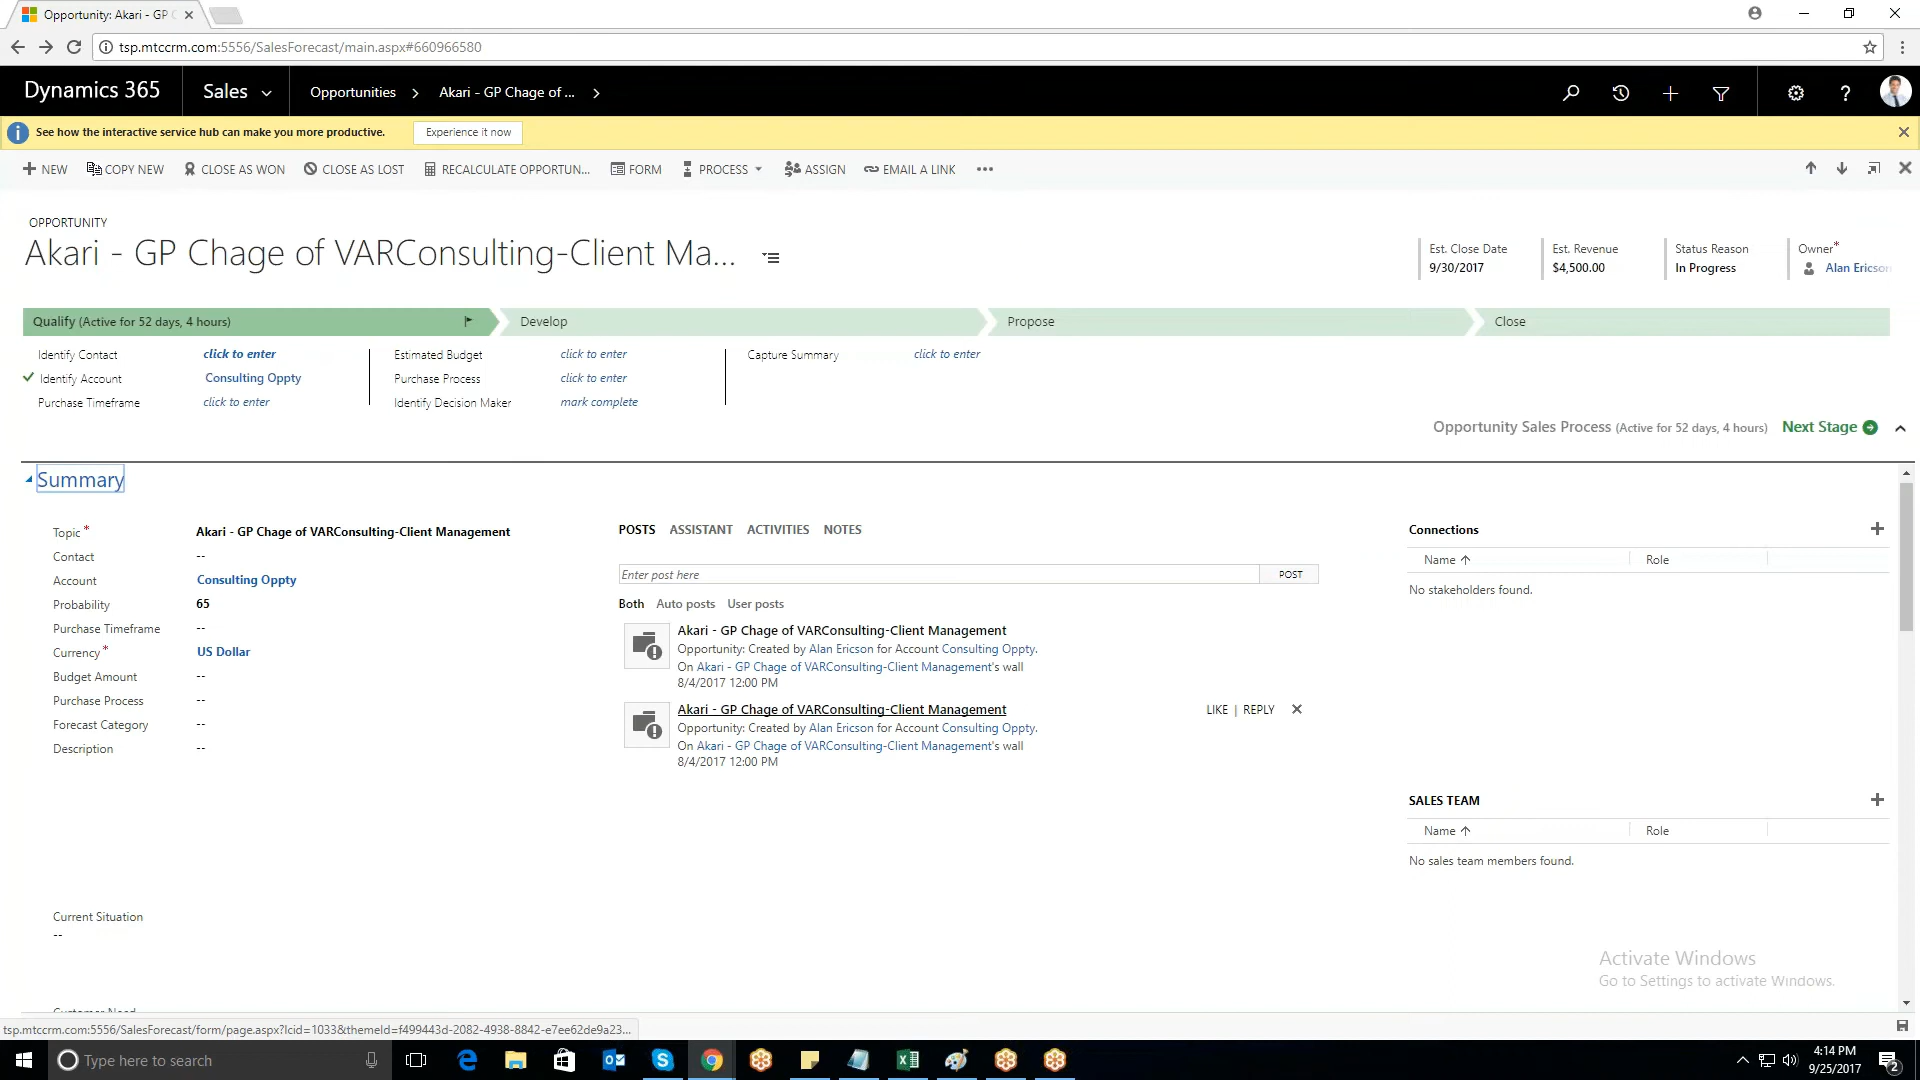 Opportunity: Akari - GP C
tsp.mtccrm.com:5556/SalesForecast/main.aspx#660966580
Dynamics 365 Sales Opportunities Akari - GP Chage of ...
See how the interactive service hub can make you more productive. Experience it now
NEW COPY NEW CLOSE AS WON CLOSE AS LOST RECALCULATE OPPORTUN... FORM PROCESS ASSIGN EMAIL A LINK •••
OPPORTUNITY
Akari - GP Chage of VARConsulting-Client Ma...
Est. Close Date Est. Revenue Status Reason Owner*
9/30/2017 $4,500.00 In Progress Alan Ericson
Qualify (Active for 52 days, 4 hours) Develop Propose Close
Identify Contact click to enter Estimated Budget click to enter Capture Summary click to enter
Identify Account Consulting Oppty Purchase Process click to enter
Purchase Timeframe click to enter Identify Decision Maker mark complete
Opportunity Sales Process (Active for 52 days, 4 hours) Next Stage
Summary
Topic * Akari - GP Chage of VARConsulting-Client Management
Contact --
Account Consulting Oppty
Probability 65
Purchase Timeframe --
Currency * US Dollar
Budget Amount --
Purchase Process --
Forecast Category --
Description --
Current Situation
--
Customer Need
POSTS ASSISTANT ACTIVITIES NOTES
Enter post here POST
Both Auto posts User posts
Akari - GP Chage of VARConsulting-Client Management
Opportunity: Created by Alan Ericson for Account Consulting Oppty.
On Akari - GP Chage of VARConsulting-Client Management's wall
8/4/2017 12:00 PM
Akari - GP Chage of VARConsulting-Client Management LIKE | REPLY
Opportunity: Created by Alan Ericson for Account Consulting Oppty.
On Akari - GP Chage of VARConsulting-Client Management's wall
8/4/2017 12:00 PM
Connections
Name Role
No stakeholders found.
SALES TEAM
Name Role
No sales team members found.
Activate Windows
Go to Settings to activate Windows.
tsp.mtccrm.com:5556/SalesForecast/form/page.aspx?lcid=1033&themeId=f499443d-2082-4938-8842-e7ee62de9a23...
Type here to search
4:14 PM
9/25/2017
2